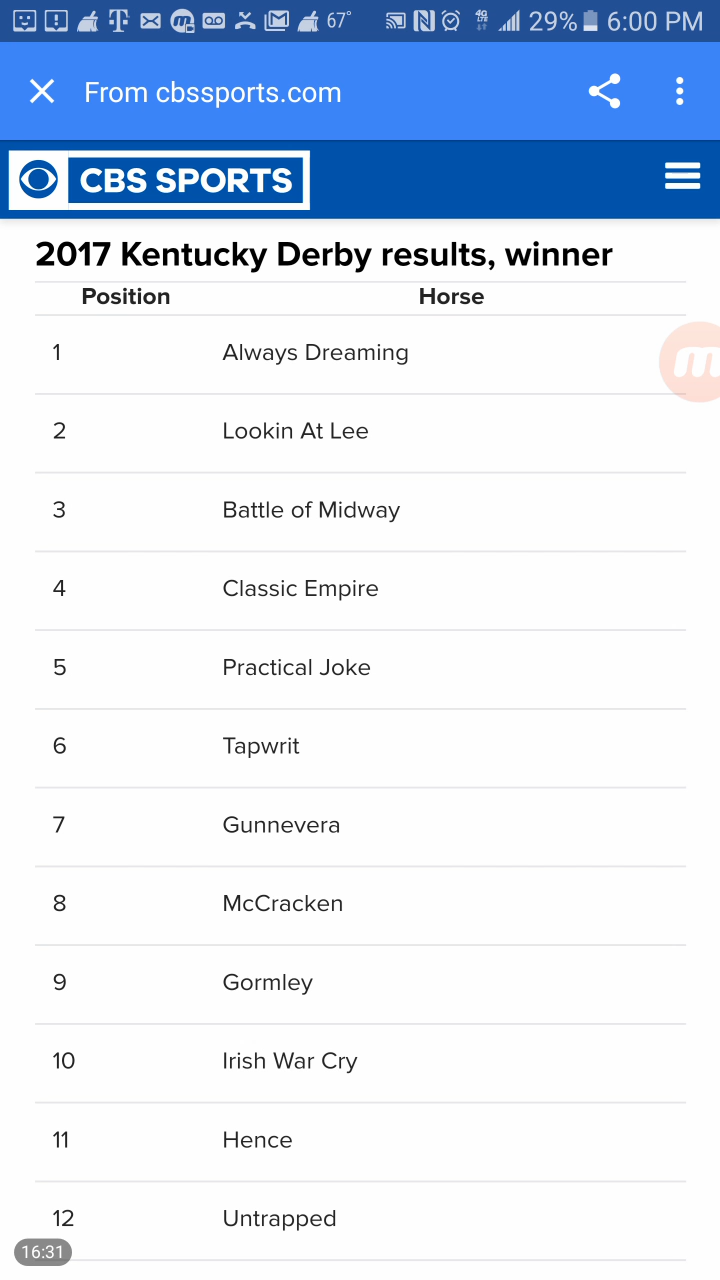 67° 4G LTE 29% 6:00 PM
From cbssports.com
CBS SPORTS
2017 Kentucky Derby results, winner
Position Horse
1 Always Dreaming
2 Lookin At Lee
3 Battle of Midway
4 Classic Empire
5 Practical Joke
6 Tapwrit
7 Gunnevera
8 McCracken
9 Gormley
10 Irish War Cry
11 Hence
12 Untrapped
16:31